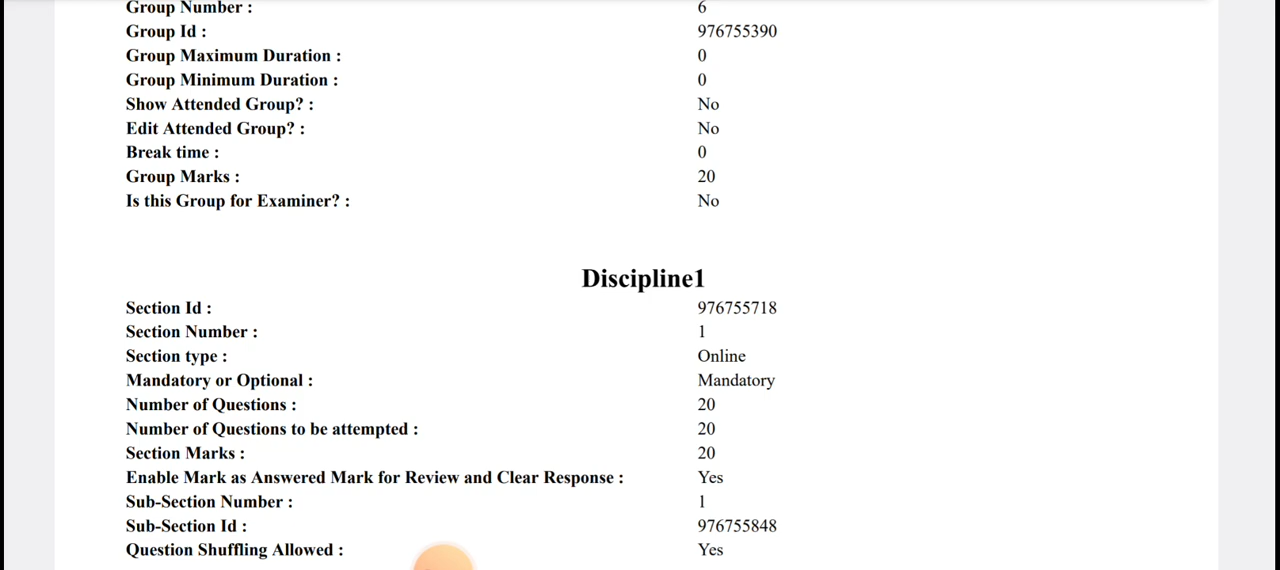 Group Number : 6
Group Id : 976755390
Group Maximum Duration : 0
Group Minimum Duration : 0
Show Attended Group? : No
Edit Attended Group? : No
Break time : 0
Group Marks : 20
Is this Group for Examiner? : No
Discipline1
Section Id : 976755718
Section Number : 1
Section type : Online
Mandatory or Optional : Mandatory
Number of Questions : 20
Number of Questions to be attempted : 20
Section Marks : 20
Enable Mark as Answered Mark for Review and Clear Response : Yes
Sub-Section Number : 1
Sub-Section Id : 976755848
Question Shuffling Allowed : Yes